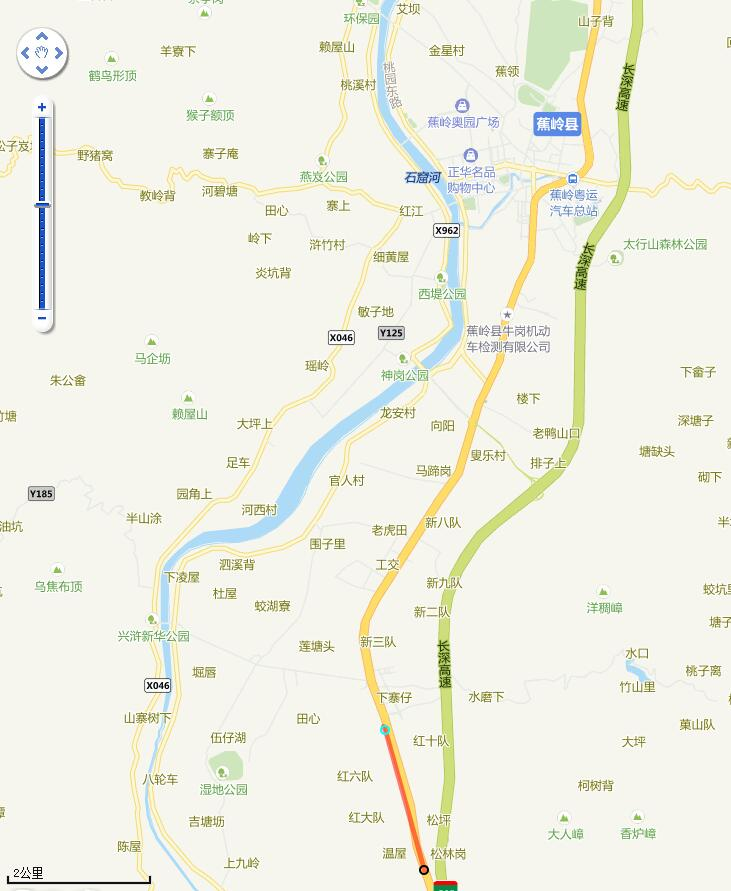 环保园
艾坝
山子背
羊寮下
赖屋山
金星村
鹤鸟形顶
桃溪村
桃园东路
蕉领
长深高速
猴子额顶
蕉岭奥园广场
蕉岭县
野猪窝
寨子庵
燕岌公园
石窟河
正华名品
购物中心
教岭背
河碧塘
蕉岭粤运
汽车总站
田心
寨上
红江
X962
岭下
浒竹村
太行山森林公园
细黄屋
长深高速
炎坑背
西堤公园
敏子地
X046
Y125
蕉岭县牛岗机动
车检测有限公司
马企坜
瑶岭
神岗公园
朱公畲
下畲子
赖屋山
楼下
大坪上
龙安村
向阳
老鸭山口
深塘子
足车
叟乐村
排子上
塘缺头
马蹄岗
官人村
砌下
Y185
园角上
半山涂
河西村
新八队
油坑
围子里
老虎田
泗溪背
工交
下凌屋
乌焦布顶
杜屋
蛟湖寮
新九队
洋稠嶂
新二队
兴浒新华公园
莲塘头
新三队
长深高速
水口
堀唇
桃子离
X046
下寨仔
水磨下
竹山里
山寨树下
田心
菓山队
伍仔湖
红十队
大坪
八轮车
红六队
柯树背
湿地公园
吉塘坜
红大队
松坪
大人嶂
香炉嶂
陈屋
上九岭
温屋
松林岗
2公里